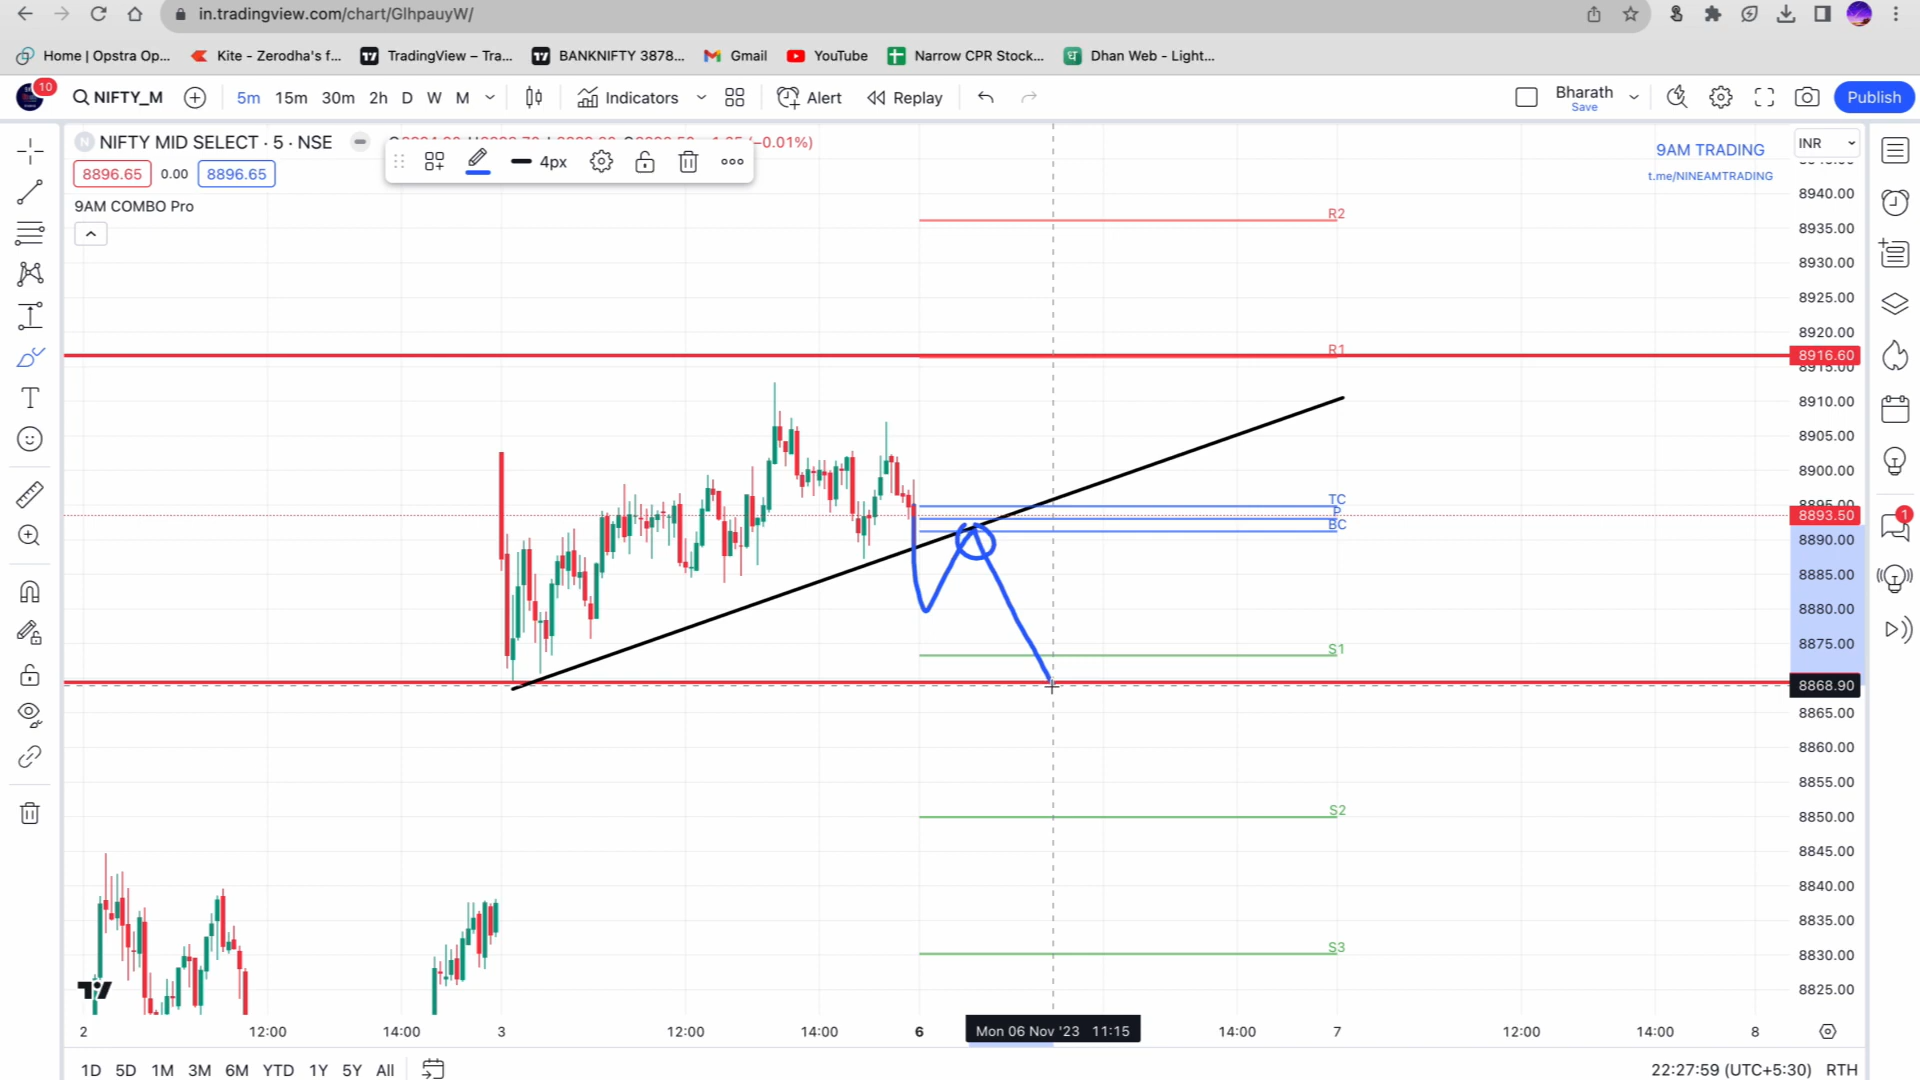 in.tradingview.com/chart/GIhpauyW/
Home | Opstra Op... Kite - Zerodha's f... TradingView – Tra... BANKNIFTY 3878... Gmail YouTube Narrow CPR Stock... Dhan Web - Light...
10
NIFTY_M 5m 15m 30m 2h D W M Indicators Alert Replay Bharath Save Publish
NIFTY MID SELECT · 5 · NSE (−0.01%)
4px
8896.65 0.00 8896.65
9AM COMBO Pro
9AM TRADING
t.me/NINEAMTRADING
INR
8940.00
R2
8935.00
8930.00
8925.00
8920.00
R1
8916.60
8915.00
8910.00
8905.00
8900.00
TC
8895.00
P
8893.50
BC
1
8890.00
8885.00
8880.00
8875.00
S1
8868.90
8865.00
8860.00
8855.00
S2
8850.00
8845.00
8840.00
8835.00
S3
8830.00
8825.00
2 12:00 14:00 3 12:00 14:00 6 Mon 06 Nov '23 11:15 14:00 7 12:00 14:00 8
1D 5D 1M 3M 6M YTD 1Y 5Y All 22:27:59 (UTC+5:30) RTH